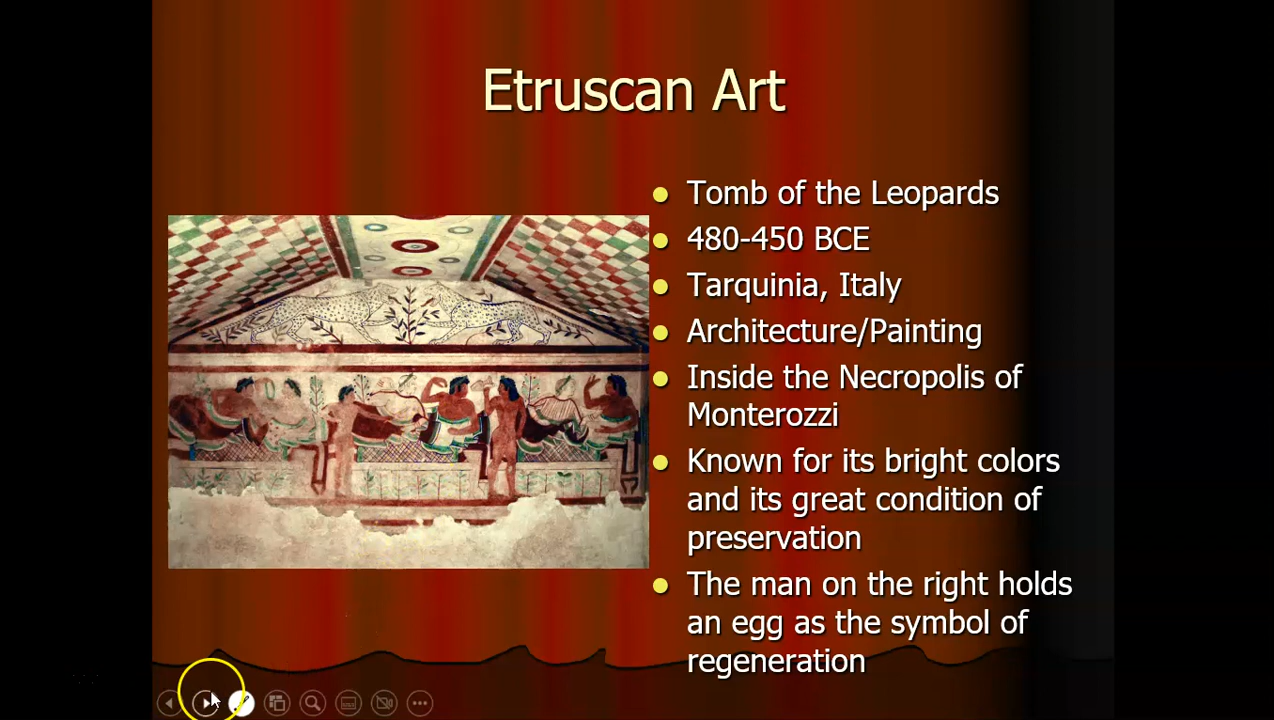 Etruscan Art
Tomb of the Leopards
480-450 BCE
Tarquinia, Italy
Architecture/Painting
Inside the Necropolis of
Monterozzi
Known for its bright colors
and its great condition of
preservation
The man on the right holds
an egg as the symbol of
regeneration